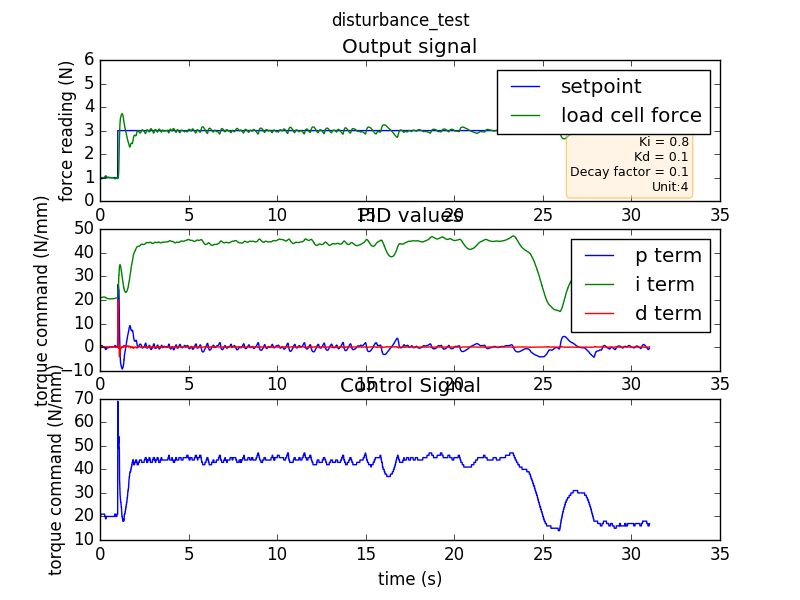 disturbance_test
Output signal
force reading (N)
6
5
4
3
2
1
0
setpoint
load cell force
Ki = 0.8
Kd = 0.1
Decay factor = 0.1
Unit:4
0 5 10 15 20 25 30 35
PID values
torque command (N/mm)
50
40
30
20
10
0
−10
p term
i term
d term
0 5 10 15 20 25 30 35
Control Signal
torque command (N/mm)
70
60
50
40
30
20
10
0 5 10 15 20 25 30 35
time (s)